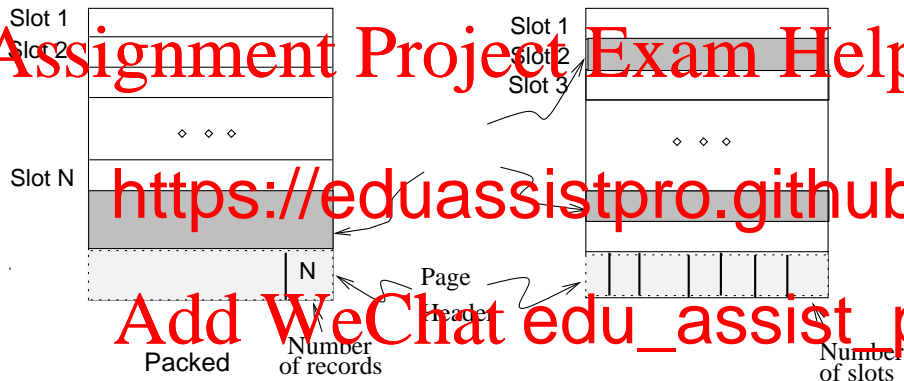 Slot 1
Slot 2
Slot 1
Slot 2
Slot 3
Assignment Project Exam Help
Slot N
https://eduassistpro.github
N
Page
Header
Add WeChat edu_assist_p
Packed
Number
of records
Number
of slots